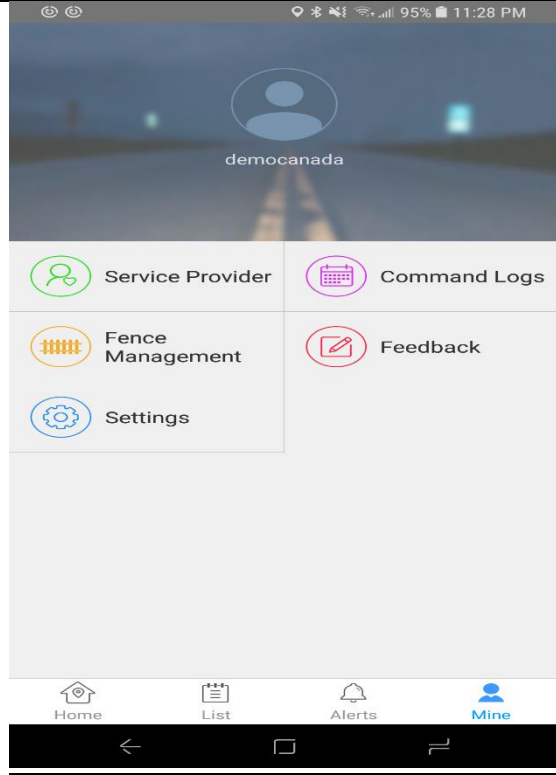 95% 11:28 PM
democanada
Service Provider
Command Logs
Fence
Management
Feedback
Settings
Home
List
Alerts
Mine